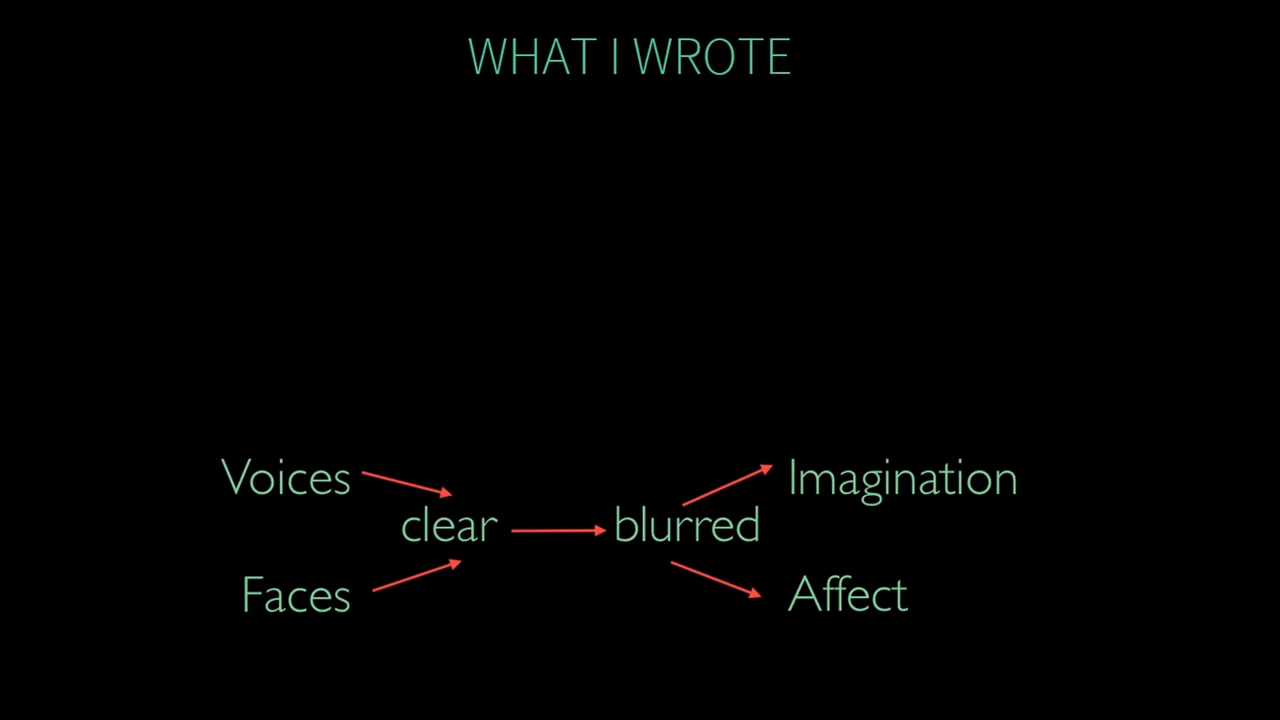 WHAT I WROTE
Voices
Imagination
clear
blurred
Faces
Affect